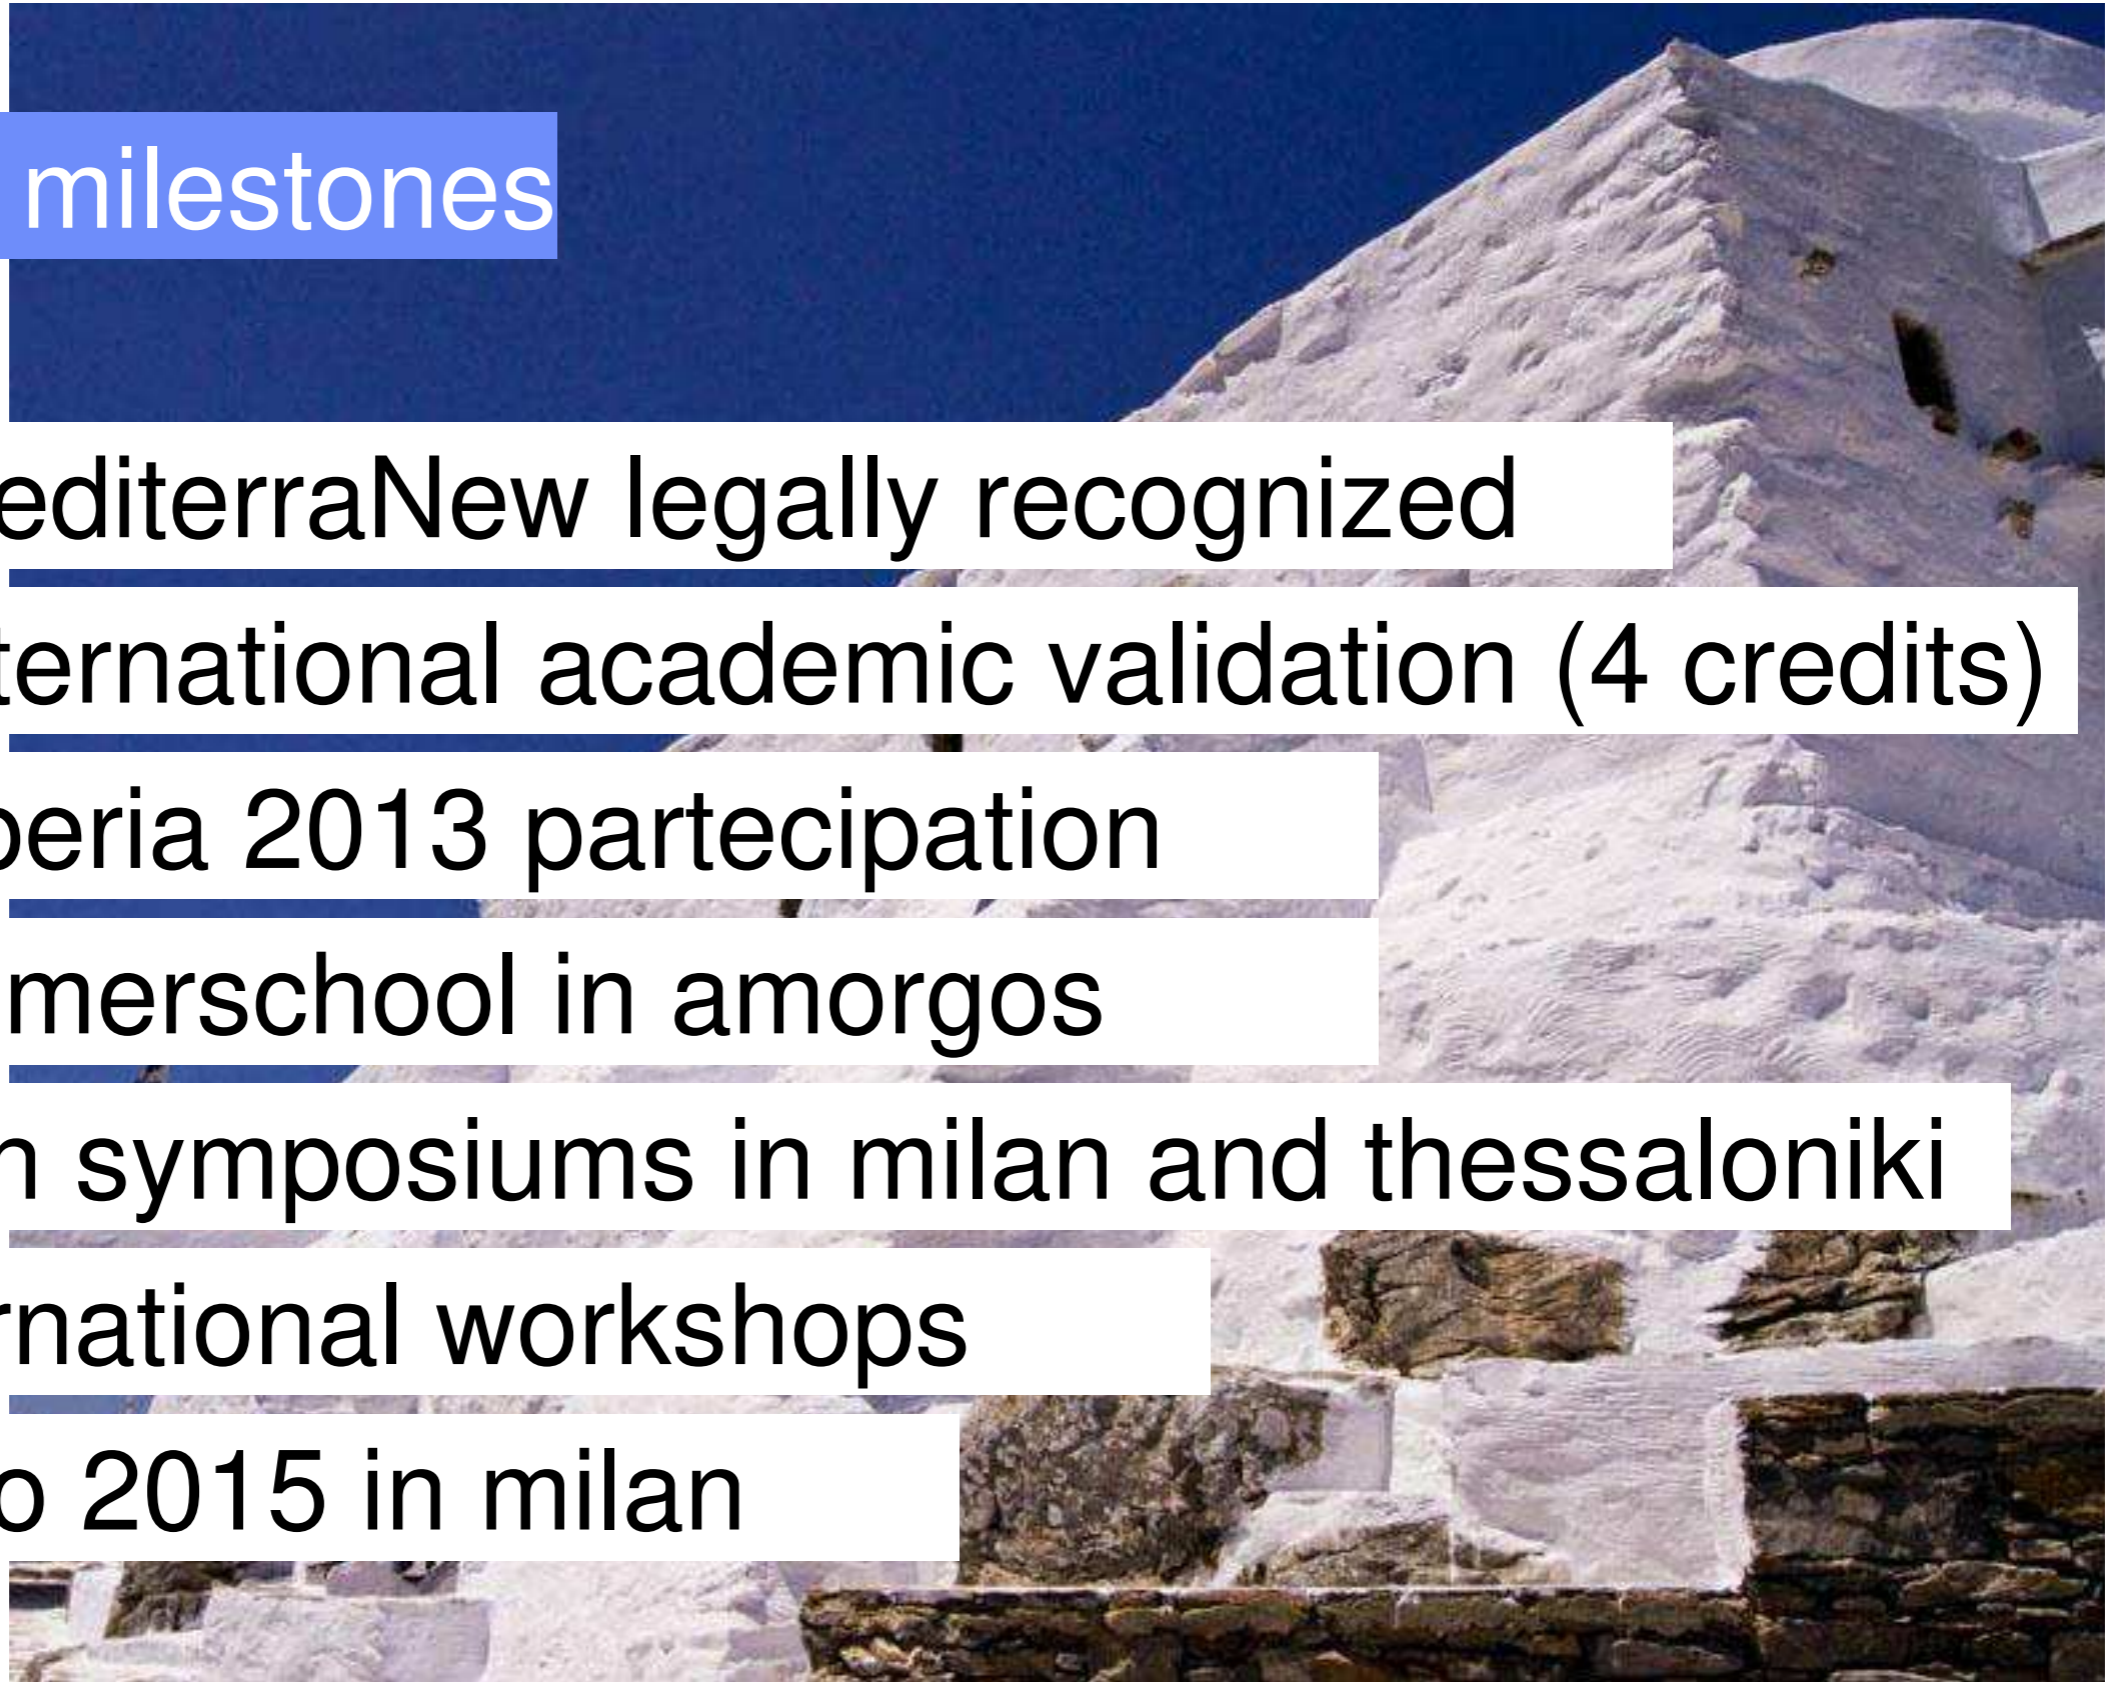 milestones
editerraNew legally recognized
ternational academic validation (4 credits)
eria 2013 partecipation
merschool in amorgos
n symposiums in milan and thessaloniki
rnational workshops
o 2015 in milan